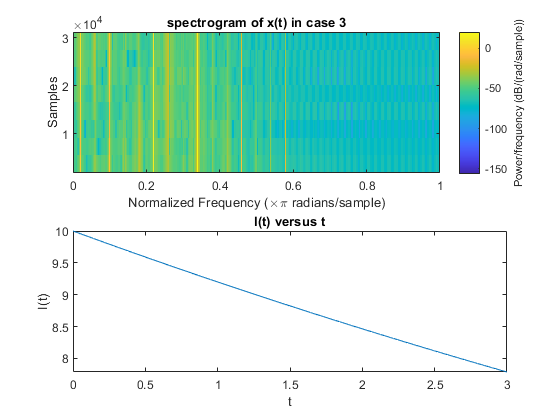 spectrogram of x(t) in case 3
×10⁴
3
2
1
Samples
0 0.2 0.4 0.6 0.8 1
Normalized Frequency (×π radians/sample)
0
-50
-100
-150
Power/frequency (dB/(rad/sample))
I(t) versus t
10
9.5
9
8.5
8
I(t)
0 0.5 1 1.5 2 2.5 3
t